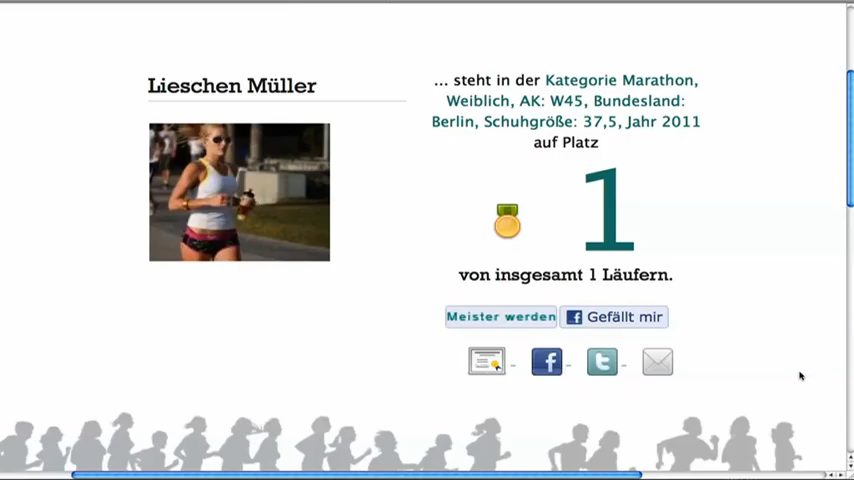 Lieschen Müller
... steht in der Kategorie Marathon,
Weiblich, AK: W45, Bundesland:
Berlin, Schuhgröße: 37,5, Jahr 2011
auf Platz
1
von insgesamt 1 Läufern.
Meister werden
Gefällt mir